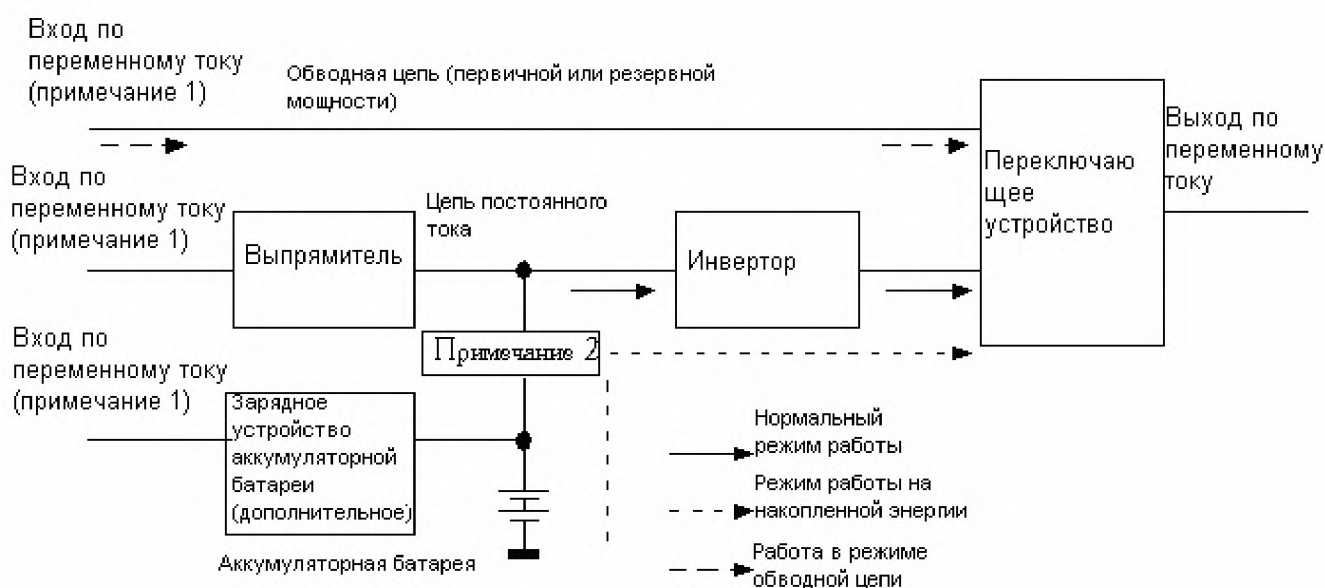 Вход по
переменному току
(примечание 1)
Обводная цепь (первичной или резервной
мощности)
Переключаю
щее
устройство
Выход по
переменному
току
Вход по
переменному току
(примечание 1)
Выпрямитель
Цепь постоянного
тока
Инвертор
Вход по
переменному току
(примечание 1)
Примечание 2
Зарядное
устройство
аккумуляторной
батареи
(дополнительное)
Аккумуляторная батарея
Нормальный
режим работы
Режим работы на
накопленной энергии
Работа в режиме
обводной цепи